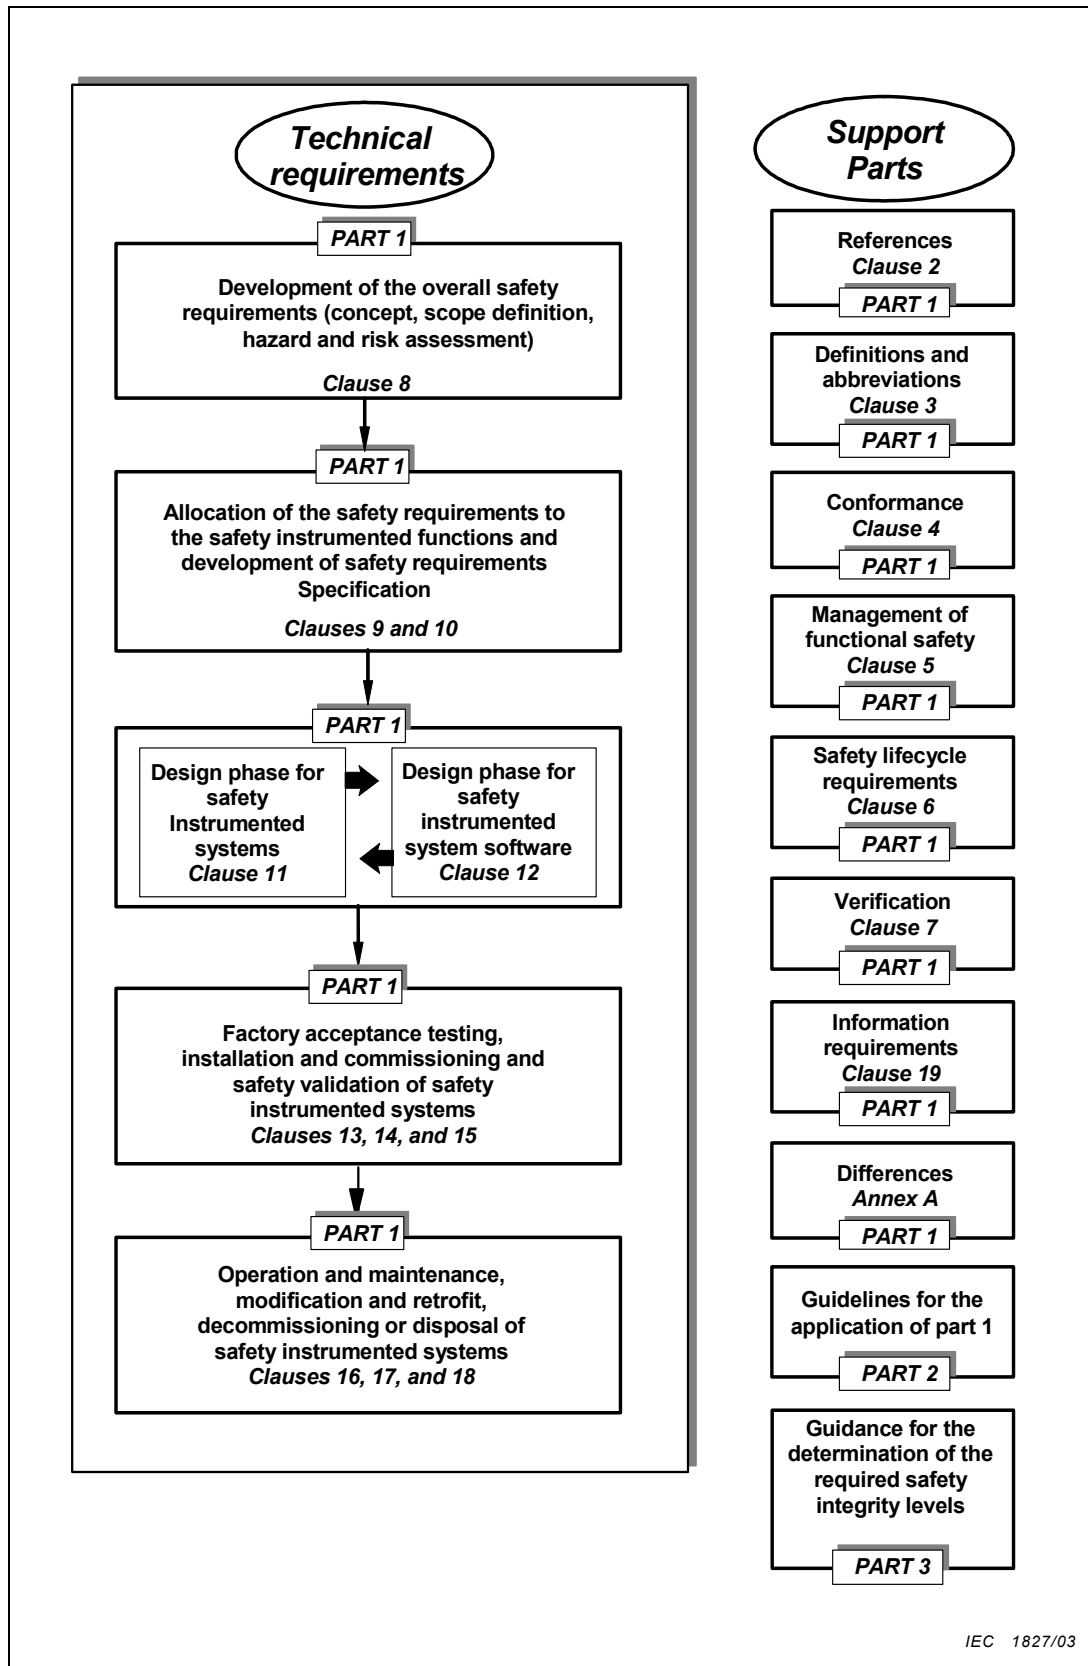 Technical
requirements
PART 1
Development of the overall safety
requirements (concept, scope definition,
hazard and risk assessment)
Clause 8
PART 1
Allocation of the safety requirements to
the safety instrumented functions and
development of safety requirements
Specification
Clauses 9 and 10
PART 1
Design phase for
safety
Instrumented
systems
Clause 11
Design phase for
safety
instrumented
system software
Clause 12
PART 1
Factory acceptance testing,
installation and commissioning and
safety validation of safety
instrumented systems
Clauses 13, 14, and 15
PART 1
Operation and maintenance,
modification and retrofit,
decommissioning or disposal of
safety instrumented systems
Clauses 16, 17, and 18
Support
Parts
References
Clause 2
PART 1
Definitions and
abbreviations
Clause 3
PART 1
Conformance
Clause 4
PART 1
Management of
functional safety
Clause 5
PART 1
Safety lifecycle
requirements
Clause 6
PART 1
Verification
Clause 7
PART 1
Information
requirements
Clause 19
PART 1
Differences
Annex A
PART 1
Guidelines for the
application of part 1
PART 2
Guidance for the
determination of the
required safety
integrity levels
PART 3
IEC 1827/03